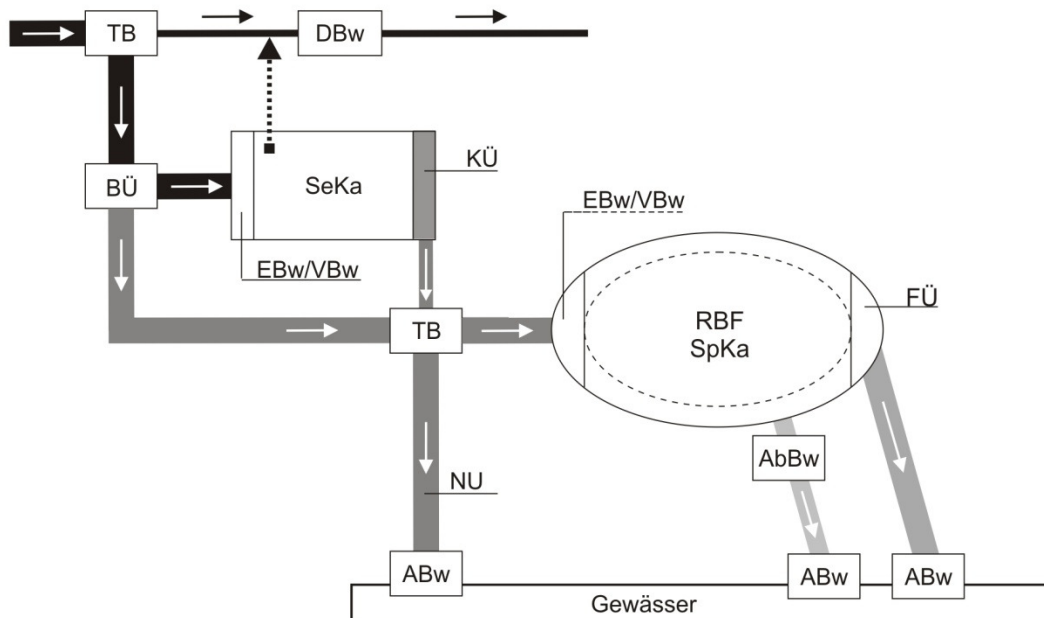 TB
DBw
BÜ
SeKa
KÜ
EBw/VBw
EBw/VBw
TB
RBF
SpKa
FÜ
AbBw
NU
ABw
ABw
ABw
Gewässer